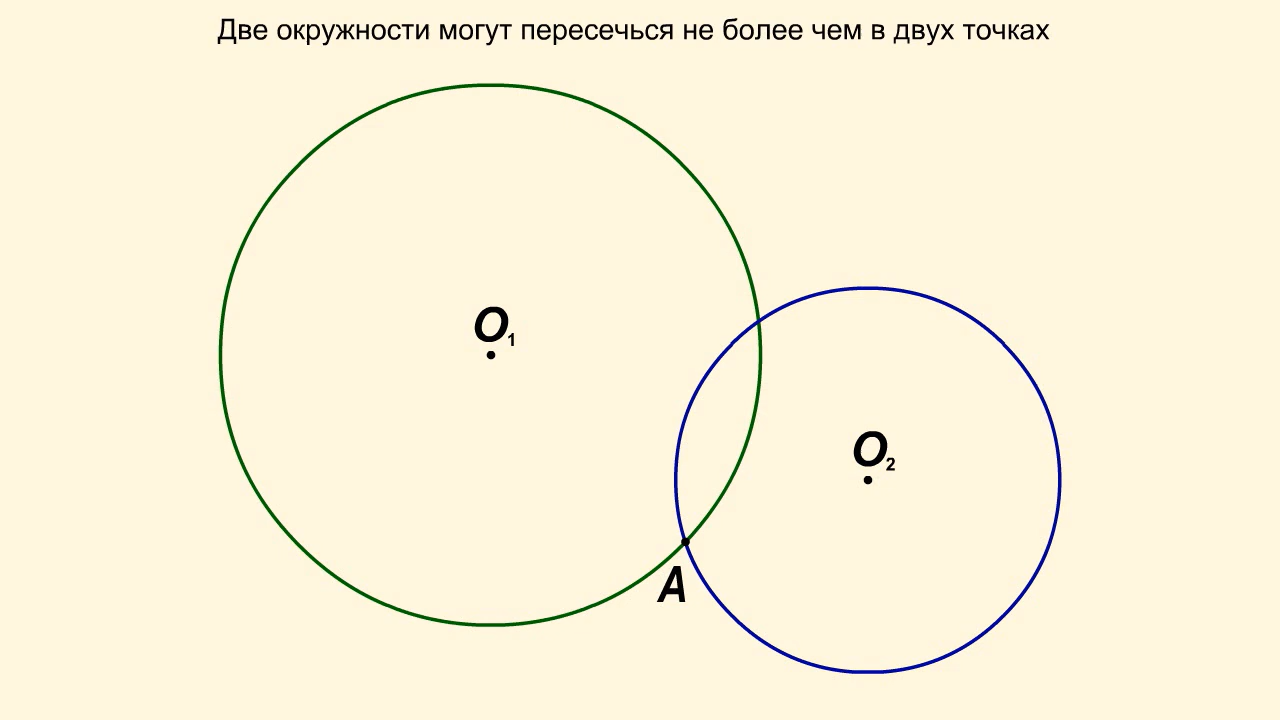 Две окружности могут пересечься не более чем в двух точках
O₁
O₂
A